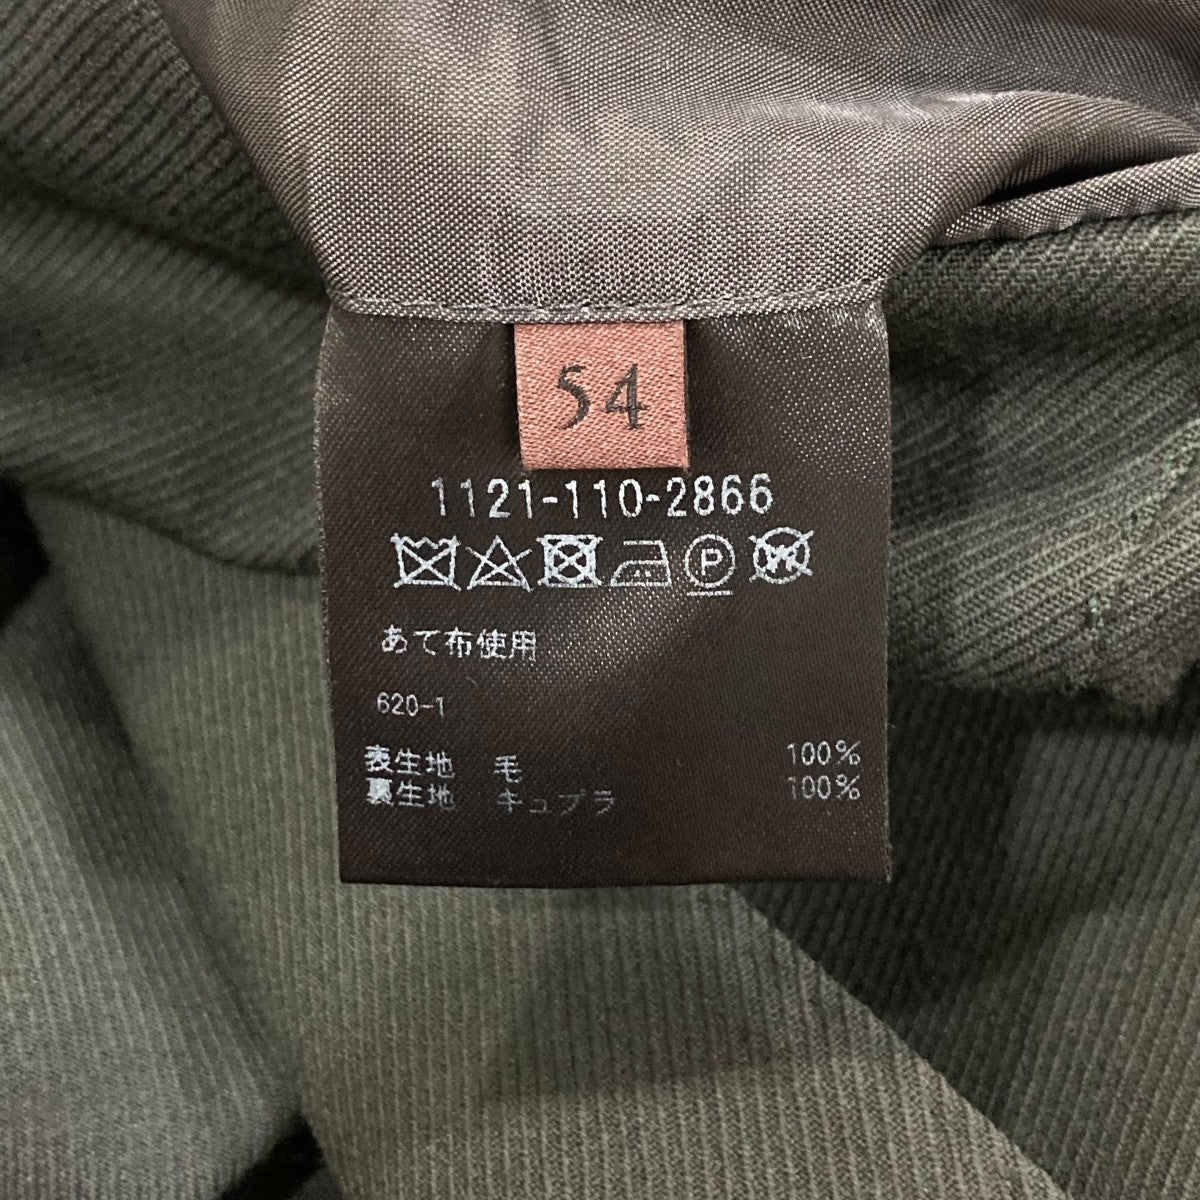 54
1121-110-2866
P W
あて布使用
620-1
表生地 毛 100%
裏生地 キュプラ 100%